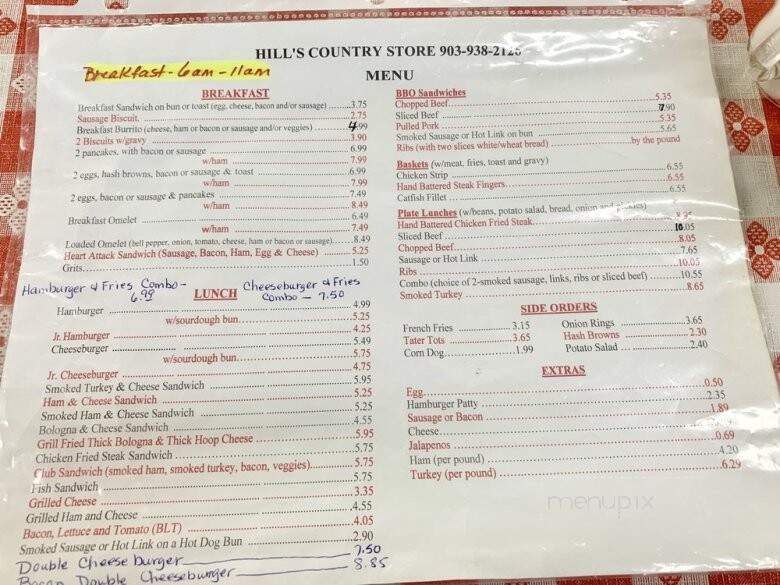 HILL'S COUNTRY STORE 903-938-2126
Breakfast - 6am - 11am
MENU
BREAKFAST
Breakfast Sandwich on bun or toast (egg, cheese, bacon and/or sausage) ........3.75
Sausage Biscuit. ........2.75
Breakfast Burrito (cheese, ham or bacon or sausage and/or veggies) ........4.99
2 Biscuits w/gravy ........3.90
2 pancakes, with bacon or sausage ........6.99
w/ham ........7.99
2 eggs, hash browns, bacon or sausage & toast ........6.99
w/ham ........7.99
2 eggs, bacon or sausage & pancakes ........7.49
w/ham ........8.49
Breakfast Omelet ........6.49
w/ham ........7.49
Loaded Omelet (bell pepper, onion, tomato, cheese, ham or bacon or sausage)........8.49
Heart Attack Sandwich (Sausage, Bacon, Ham, Egg & Cheese) ........5.25
Grits........1.50
Hamburger & Fries Combo - 6.99
LUNCH
Cheeseburger & Fries Combo - 7.50
Hamburger ........4.99
w/sourdough bun........5.25
Jr. Hamburger ........4.25
Cheeseburger ........5.49
w/sourdough bun........5.75
Jr. Cheeseburger ........4.75
Smoked Turkey & Cheese Sandwich ........5.95
Ham & Cheese Sandwich ........5.25
Smoked Ham & Cheese Sandwich ........5.25
Bologna & Cheese Sandwich ........4.55
Grill Fried Thick Bologna & Thick Hoop Cheese ........5.95
Chicken Fried Steak Sandwich ........5.75
Club Sandwich (smoked ham, smoked turkey, bacon, veggies)........5.75
Fish Sandwich ........5.75
Grilled Cheese ........3.35
Grilled Ham and Cheese ........4.55
Bacon, Lettuce and Tomato (BLT) ........4.05
Smoked Sausage or Hot Link on a Hot Dog Bun ........2.90
Double Cheeseburger 7.50
Bacon Double Cheeseburger 8.85
BBQ Sandwiches
Chopped Beef........5.35
Sliced Beef ........7.90
Pulled Pork ........5.35
Smoked Sausage or Hot Link on bun ........5.65
Ribs (with two slices white/wheat bread) ........by the pound
Baskets (w/meat, fries, toast and gravy)
Chicken Strip ........6.55
Hand Battered Steak Fingers........6.55
Catfish Fillet ........6.55
Plate Lunches (w/beans, potato salad, bread, onion and pickles)
Hand Battered Chicken Fried Steak........8.95
Sliced Beef ........10.05
Chopped Beef........8.05
Sausage or Hot Link ........7.65
Ribs ........10.05
Combo (choice of 2-smoked sausage, links, ribs or sliced beef) ........10.55
Smoked Turkey ........8.65
SIDE ORDERS
French Fries ........3.15 Onion Rings ........3.65
Tater Tots ........3.65 Hash Browns ........2.30
Corn Dog........1.99 Potato Salad ........2.40
EXTRAS
Egg........0.50
Hamburger Patty ........2.35
Sausage or Bacon ........1.89
Cheese........
Jalapenos ........0.69
Ham (per pound) ........4.20
Turkey (per pound) ........6.29
menupix